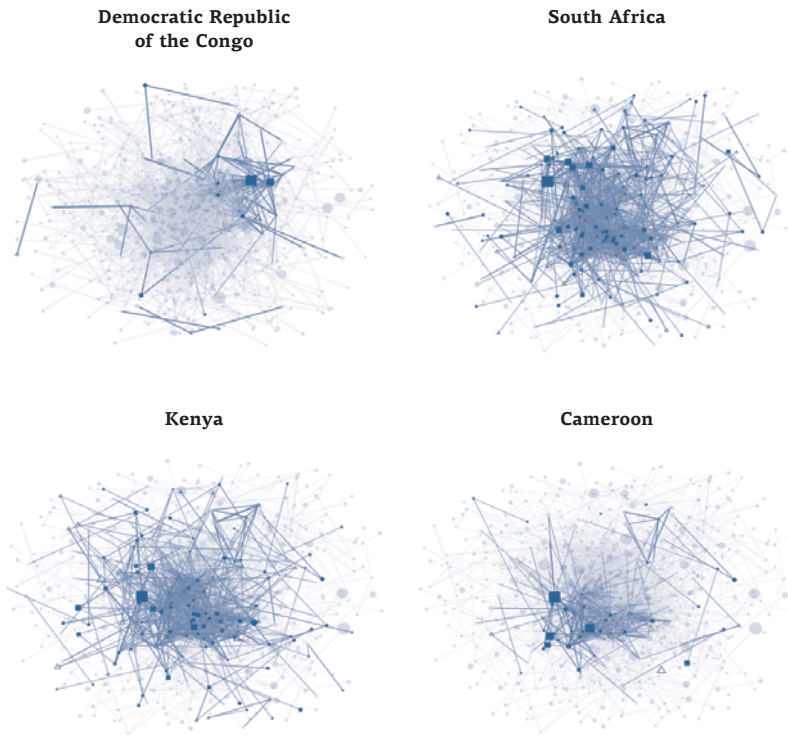 Democratic Republic
of the Congo
South Africa
Kenya
Cameroon